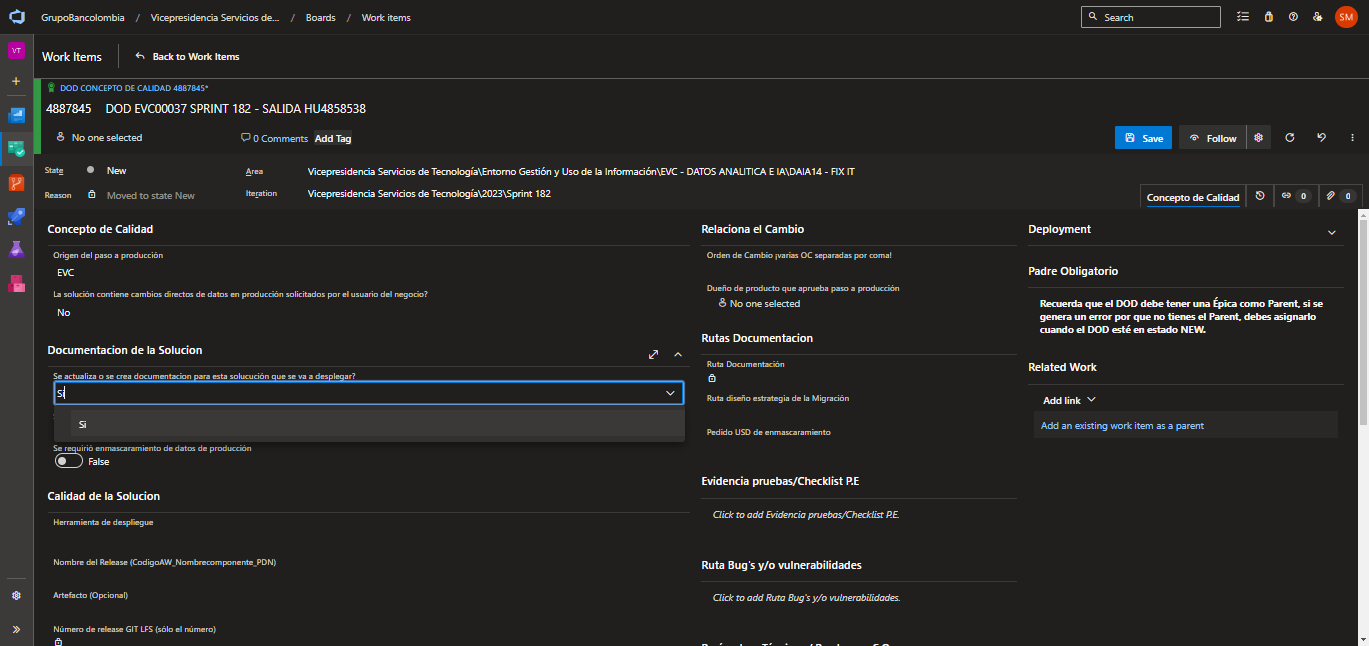 GrupoBancolombia / Vicepresidencia Servicios de... / Boards / Work items
Search
SM
VT
Work Items
Back to Work Items
DOD CONCEPTO DE CALIDAD 4887845*
4887845 DOD EVC00037 SPRINT 182 - SALIDA HU4858538
No one selected
0 Comments
Add Tag
Save
Follow
State
New
Area
Vicepresidencia Servicios de Tecnología\Entorno Gestión y Uso de la Información\EVC - DATOS ANALITICA E IA\DAIA14 - FIX IT
Reason
Moved to state New
Iteration
Vicepresidencia Servicios de Tecnología\2023\Sprint 182
Concepto de Calidad
0
0
Concepto de Calidad
Origen del paso a producción
EVC
La solución contiene cambios directos de datos en producción solicitados por el usuario del negocio?
No
Documentacion de la Solucion
Se actualiza o se crea documentacion para esta solucución que se va a desplegar?
Si
Si
Se requirió enmascaramiento de datos de producción
False
Calidad de la Solucion
Herramienta de despliegue
Nombre del Release (CodigoAW_Nombrecomponente_PDN)
Artefacto (Opcional)
Número de release GIT LFS (sólo el número)
Relaciona el Cambio
Orden de Cambio ¡varias OC separadas por coma!
Dueño de producto que aprueba paso a producción
No one selected
Rutas Documentación
Ruta Documentación
Ruta diseño estrategia de la Migración
Pedido USD de enmascaramiento
Evidencia pruebas/Checklist P.E
Click to add Evidencia pruebas/Checklist P.E.
Ruta Bug's y/o vulnerabilidades
Click to add Ruta Bug's y/o vulnerabilidades.
Deployment
Padre Obligatorio
Recuerda que el DOD debe tener una Épica como Parent, si se
genera un error por que no tienes el Parent, debes asignarlo
cuando el DOD esté en estado NEW.
Related Work
Add link
Add an existing work item as a parent